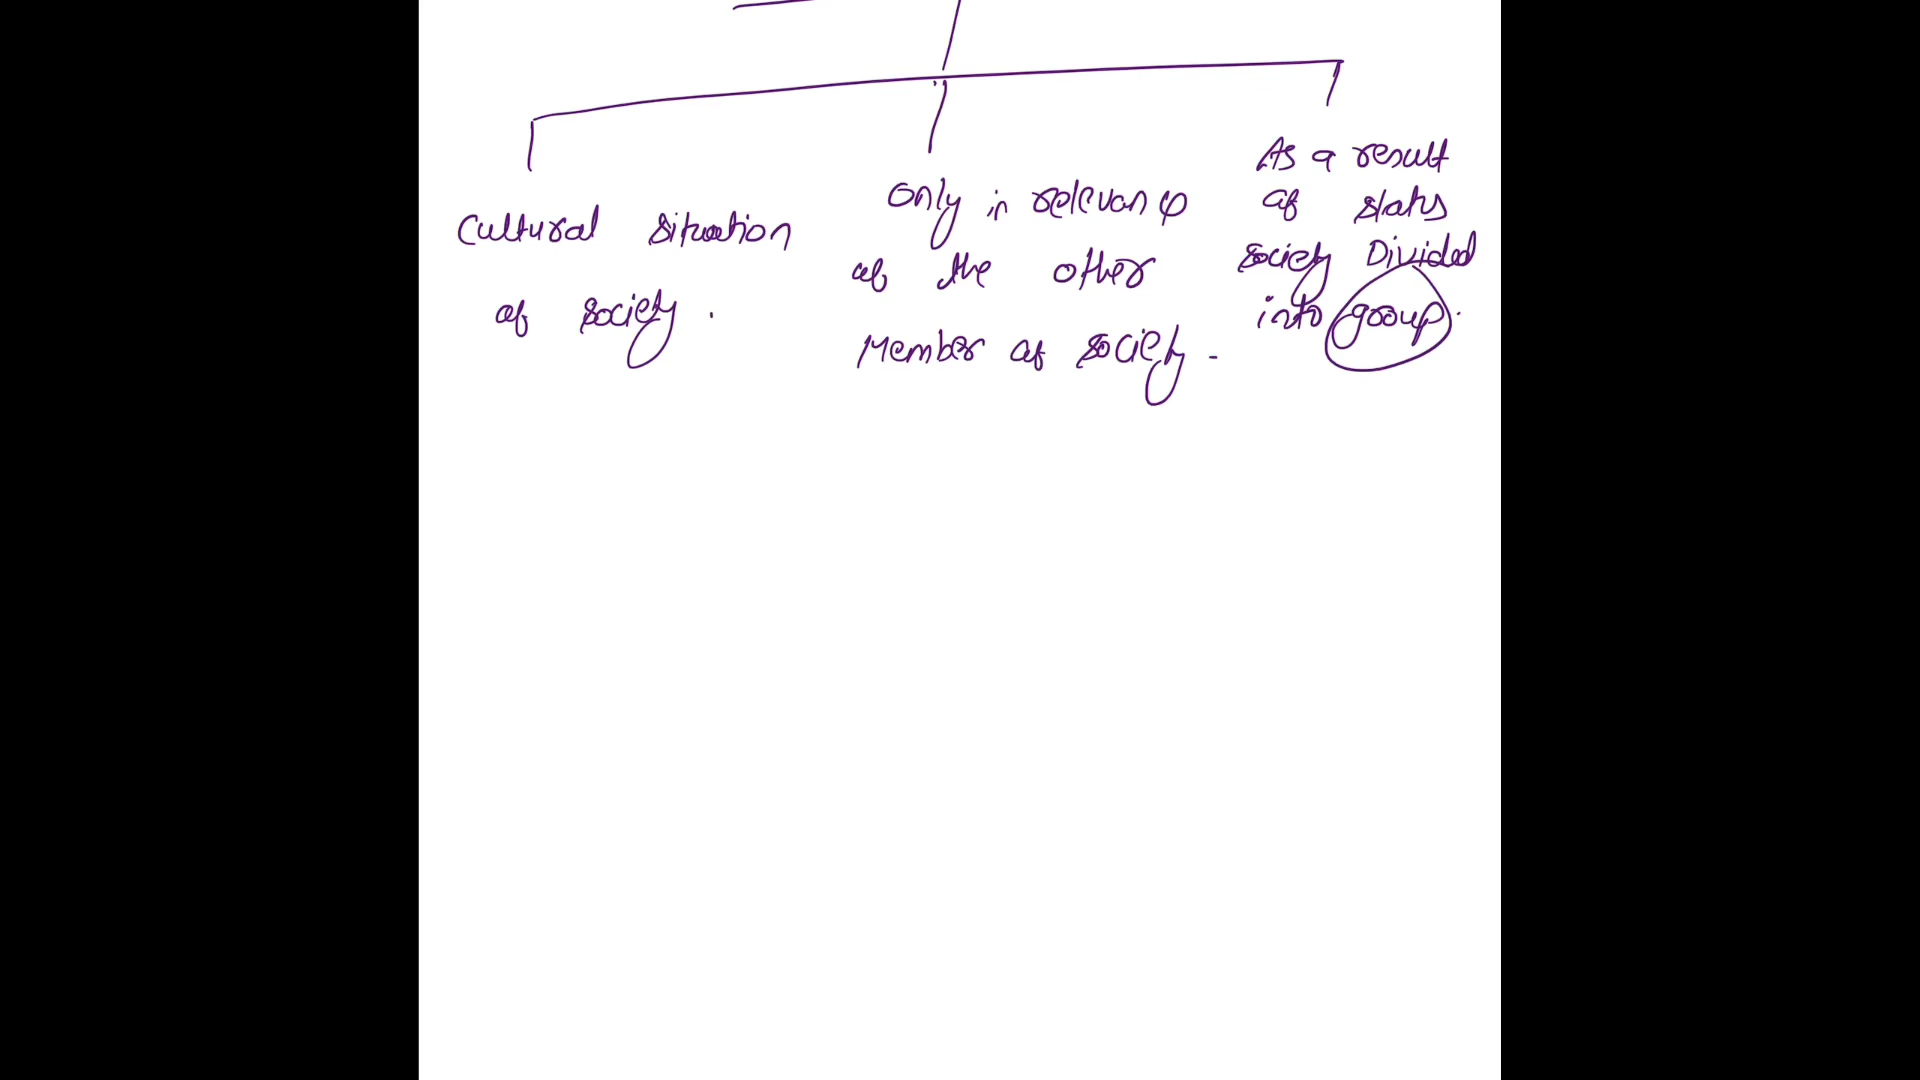 Cultural situation
of society.
Only in relevance
of the other
Member of society.
As a result
of status
society Divided
into group.